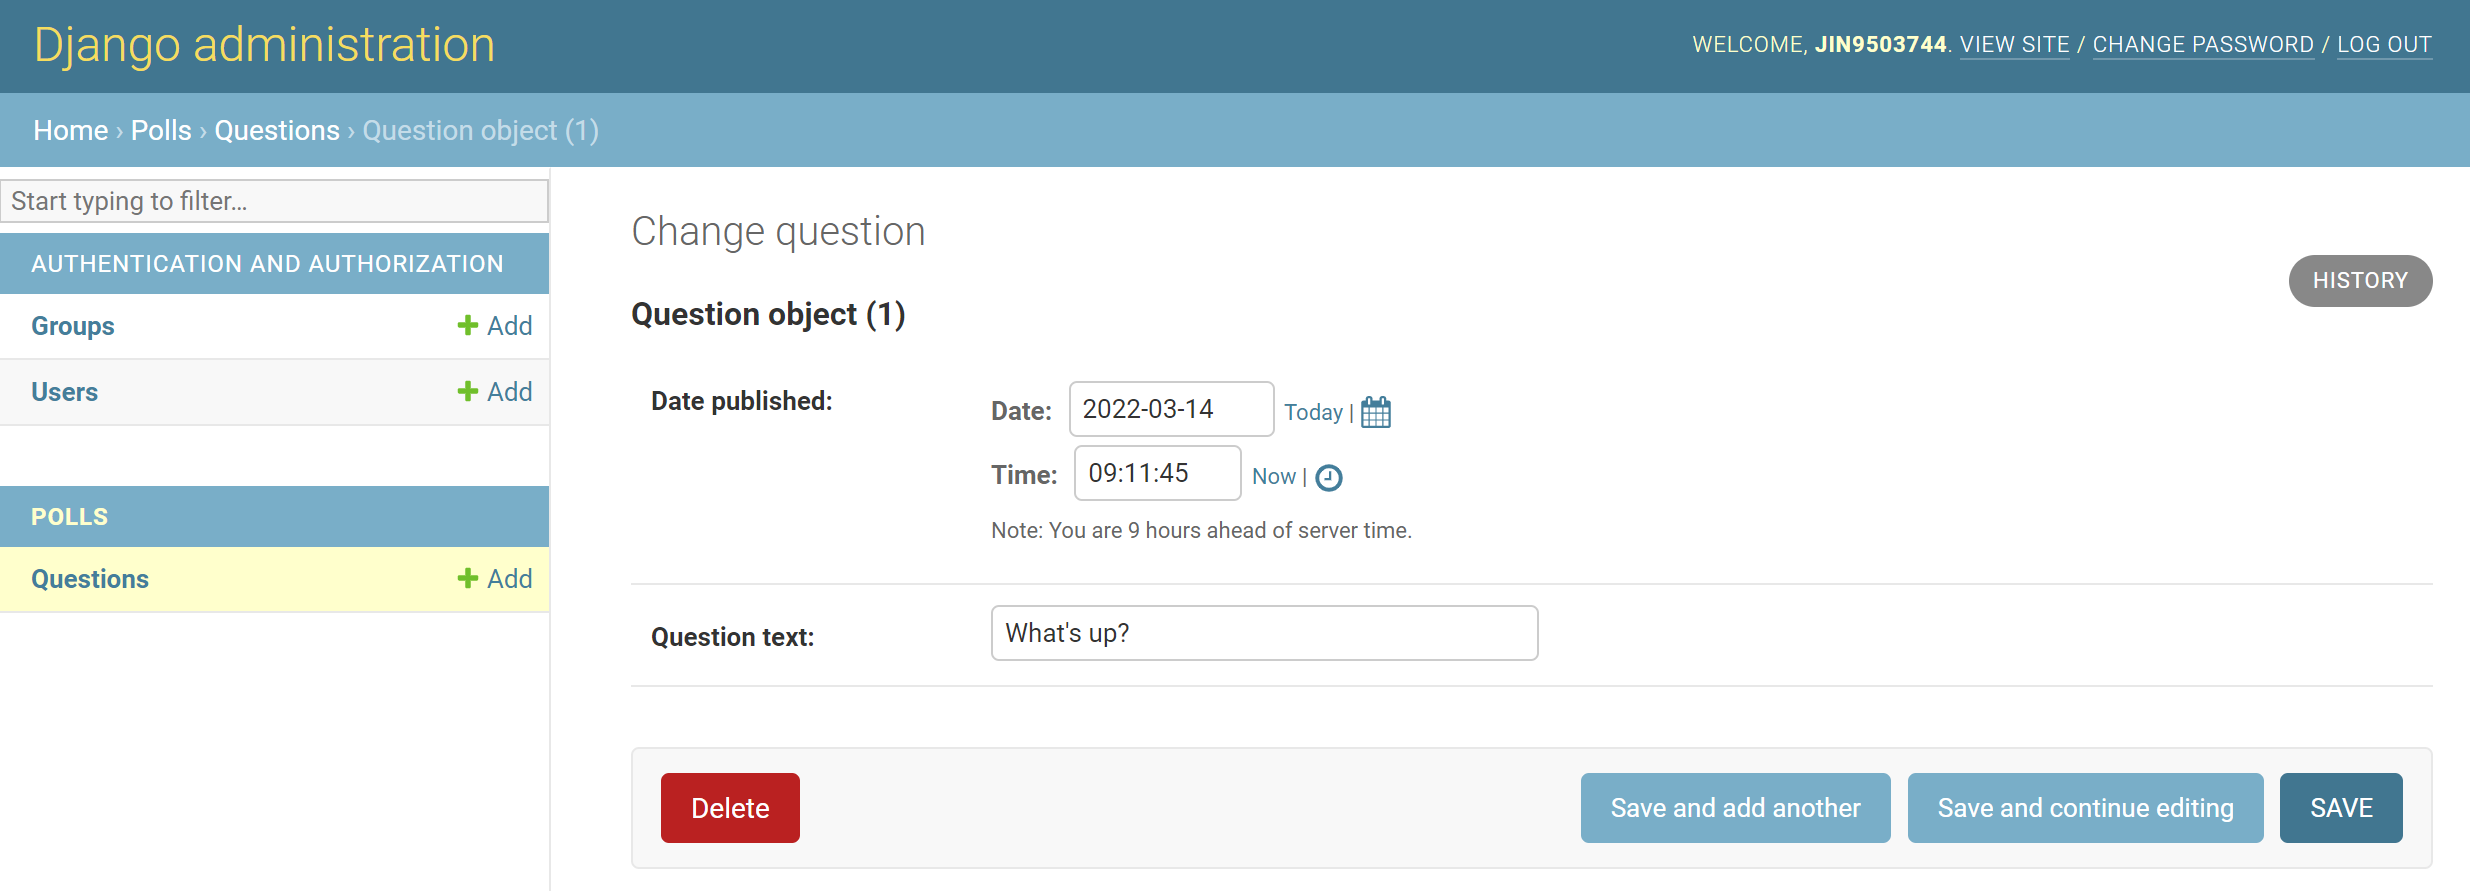 Django administration
WELCOME, JIN9503744. VIEW SITE / CHANGE PASSWORD / LOG OUT
Home › Polls › Questions › Question object (1)
Start typing to filter...
AUTHENTICATION AND AUTHORIZATION
Groups Add
Users Add
POLLS
Questions Add
Change question
HISTORY
Question object (1)
Date published:
Date: 2022-03-14 Today |
Time: 09:11:45 Now |
Note: You are 9 hours ahead of server time.
Question text: What's up?
Delete
Save and add another
Save and continue editing
SAVE